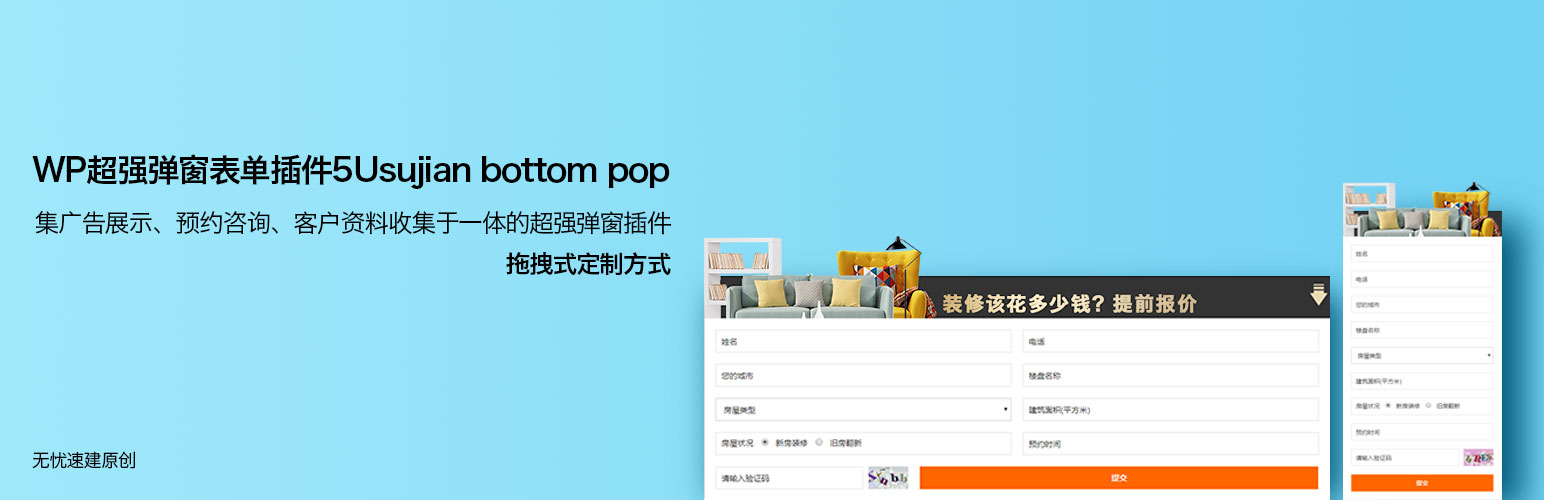 WP超强弹窗表单插件5Usujian bottom pop
集广告展示、预约咨询、客户资料收集于一体的超强弹窗插件
拖拽式定制方式
无忧速建原创
装修该花多少钱？提前报价
姓名
电话
您的城市
楼盘名称
房屋类型
建筑面积(平方米)
房屋状况 新房装修 旧房翻新
预约时间
请输入验证码
提交
姓名
电话
您的城市
楼盘名称
房屋类型
建筑面积(平方米)
房屋状况 新房装修 旧房翻新
预约时间
请输入验证码
提交